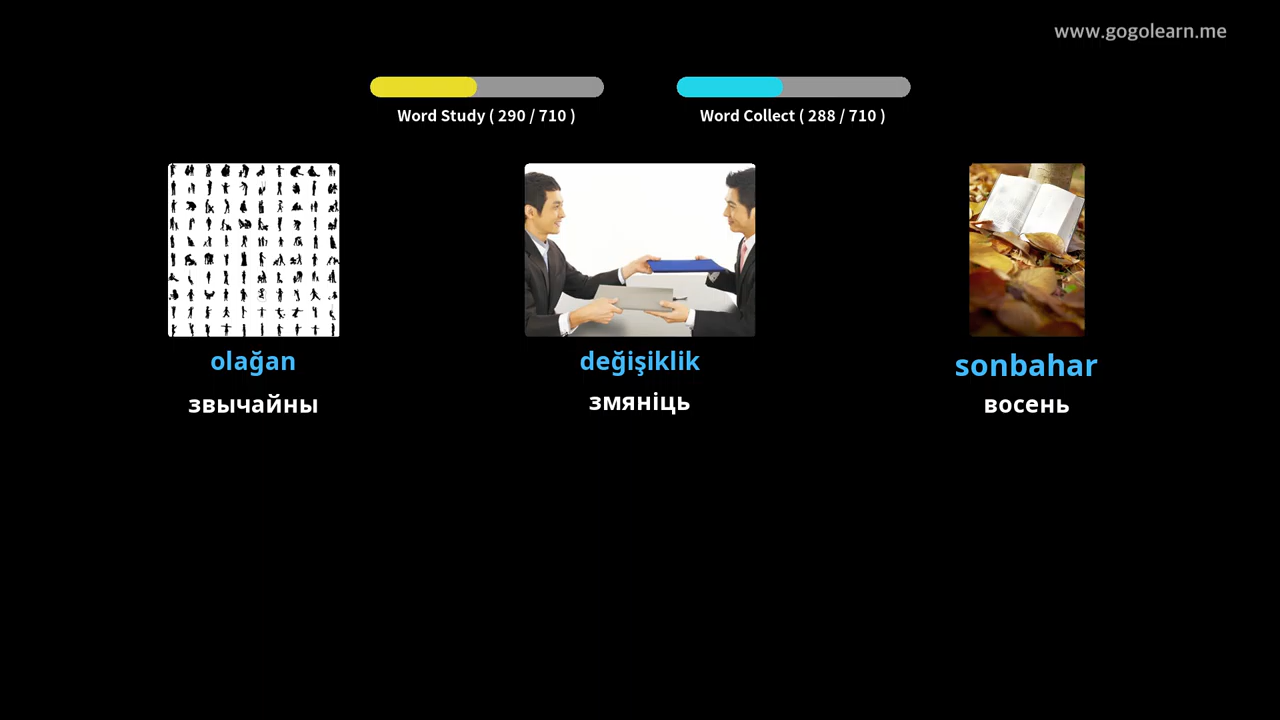 www.gogolearn.me
Word Study ( 290 / 710 )
Word Collect ( 288 / 710 )
olağan
değişiklik
sonbahar
звычайны
змяніць
восень